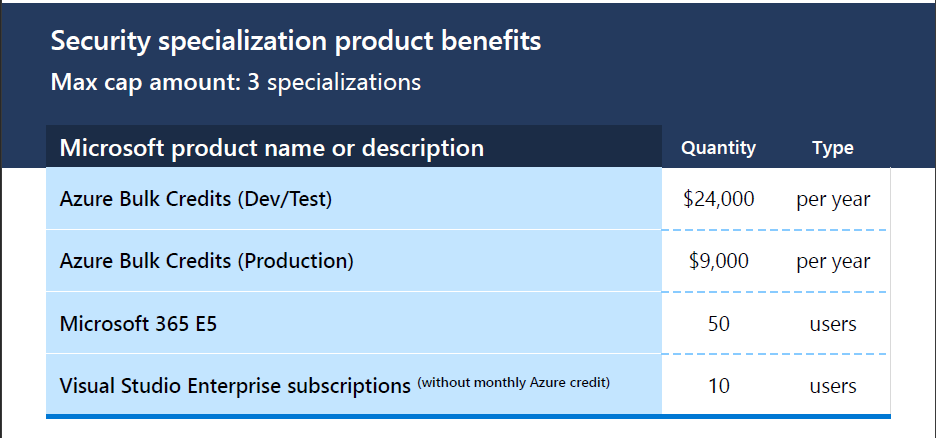 Security specialization product benefits
Max cap amount: 3 specializations
Microsoft product name or description Quantity Type
Azure Bulk Credits (Dev/Test) $24,000 per year
Azure Bulk Credits (Production) $9,000 per year
Microsoft 365 E5 50 users
Visual Studio Enterprise subscriptions (without monthly Azure credit) 10 users